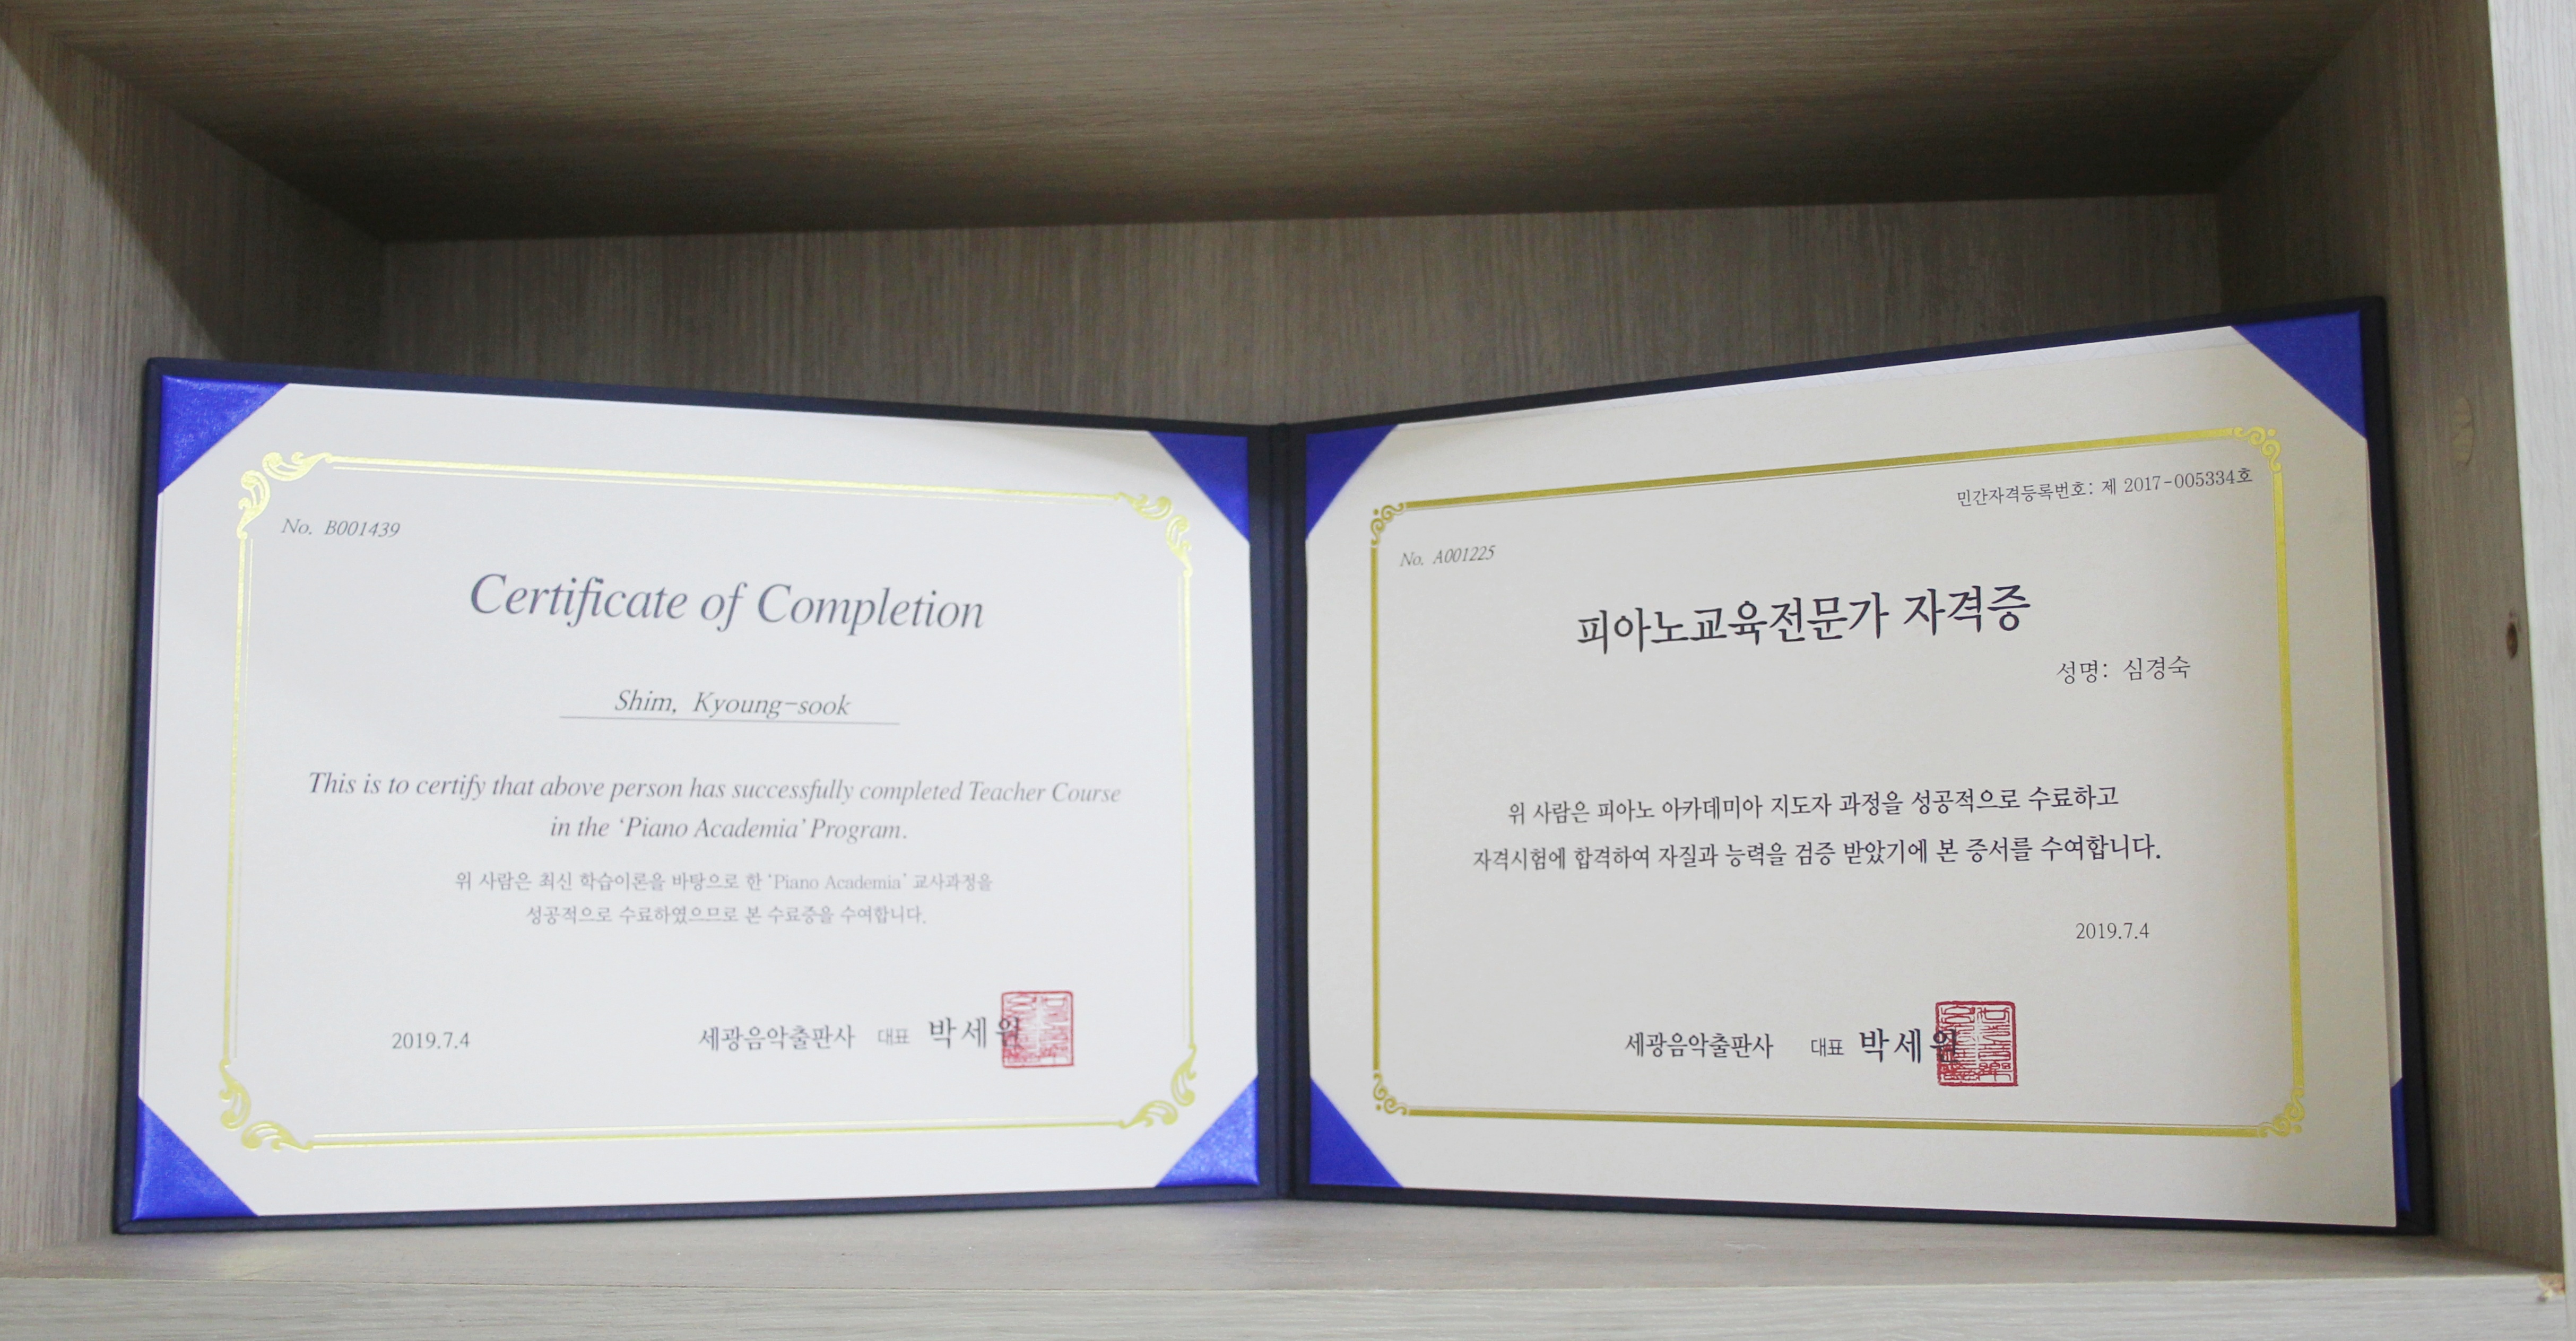 No. B001439
Certificate of Completion
Shim, Kyoung-sook
This is to certify that above person has successfully completed Teacher Course
in the ‘Piano Academia’ Program.
위 사람은 최신 학습이론을 바탕으로 한 ‘Piano Academia’ 교사과정을
성공적으로 수료하였으므로 본 수료증을 수여합니다.
2019.7.4 세광음악출판사 대표 박세원
민간자격등록번호: 제 2017-005334호
No. A001225
피아노교육전문가 자격증
성명: 심경숙
위 사람은 피아노 아카데미아 지도자 과정을 성공적으로 수료하고
자격시험에 합격하여 자질과 능력을 검증 받았기에 본 증서를 수여합니다.
2019.7.4
세광음악출판사 대표 박세원